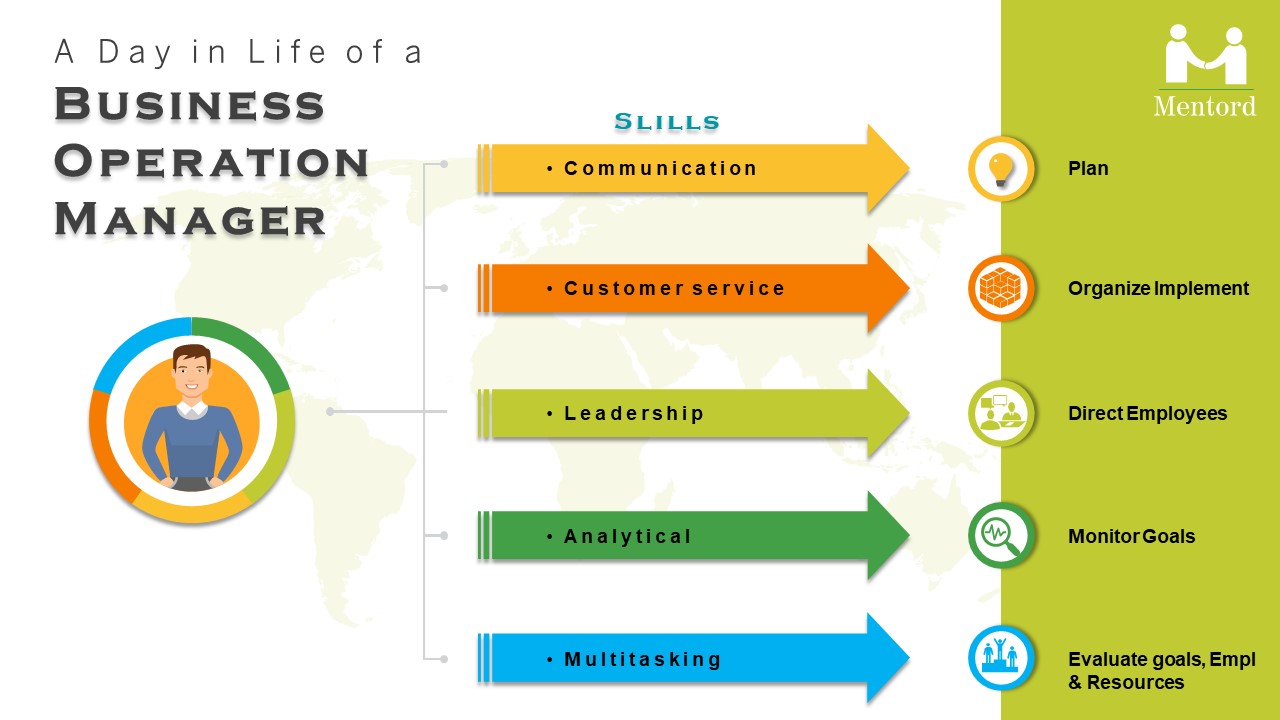 A Day in Life of a
BUSINESS
OPERATION
MANAGER
Mentord
SLILLS
• Communication
Plan
• Customer service
Organize Implement
• Leadership
Direct Employees
• Analytical
Monitor Goals
• Multitasking
Evaluate goals, Empl
& Resources